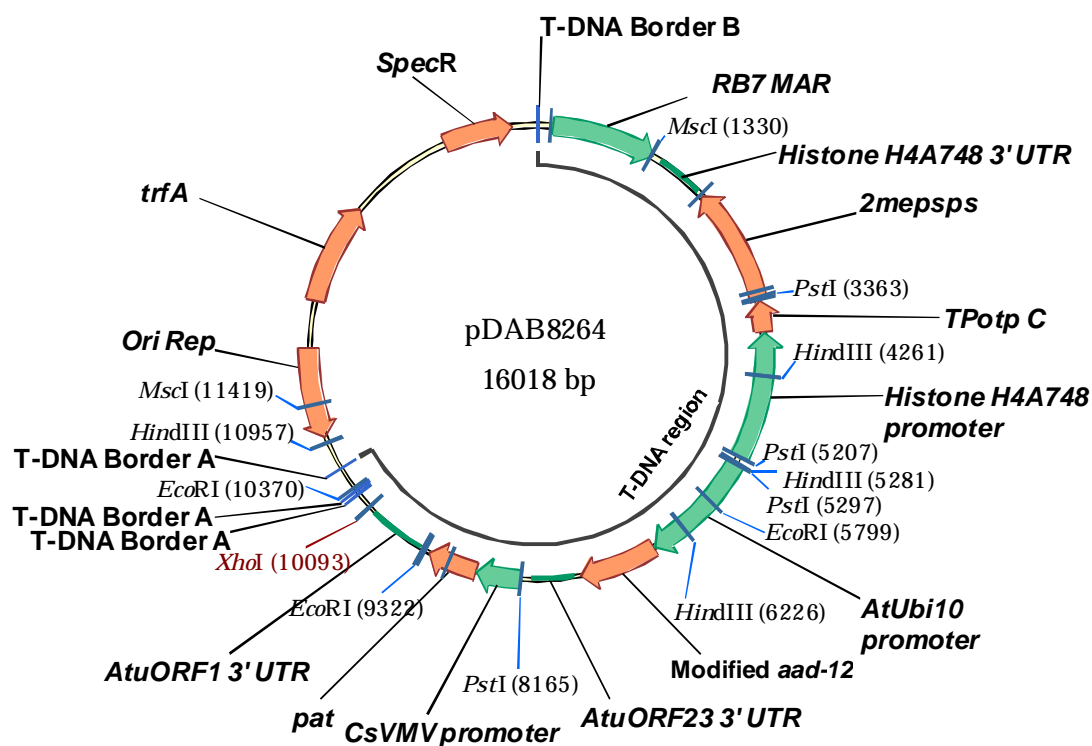 T-DNA Border B
SpecR
RB7 MAR
MscI (1330)
Histone H4A748 3' UTR
2mepsps
trfA
PstI (3363)
TPotp C
pDAB8264
16018 bp
Ori Rep
HindIII (4261)
MscI (11419)
Histone H4A748
promoter
HindIII (10957)
T-DNA Border A
T-DNA region
PstI (5207)
HindIII (5281)
PstI (5297)
EcoRI (10370)
T-DNA Border A
T-DNA Border A
EcoRI (5799)
XhoI (10093)
EcoRI (9322)
HindIII (6226)
AtUbi10
promoter
AtuORF1 3' UTR
PstI (8165)
Modified aad-12
pat
CsVMV promoter
AtuORF23 3' UTR